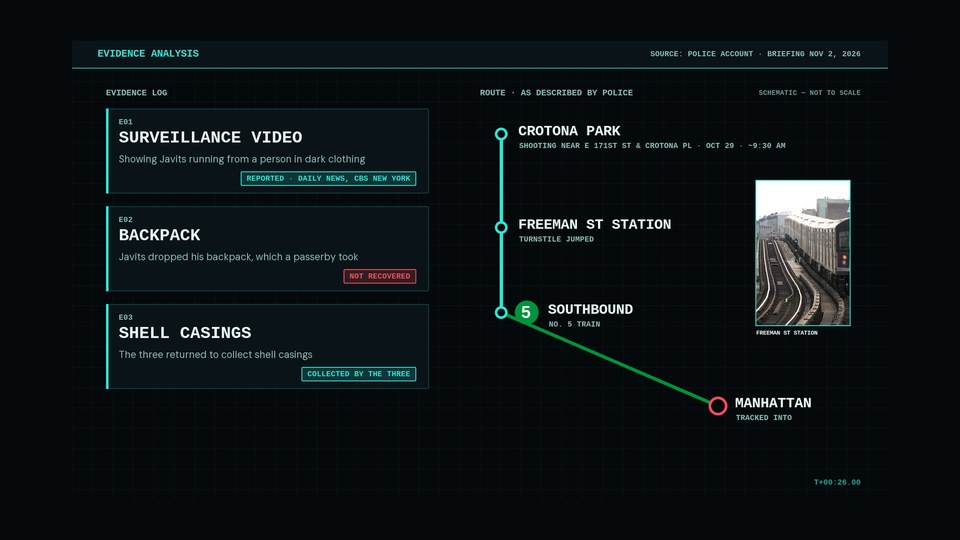 EVIDENCE ANALYSIS
SOURCE: POLICE ACCOUNT · BRIEFING NOV 2, 2026
EVIDENCE LOG
E01
SURVEILLANCE VIDEO
Showing Javits running from a person in dark clothing
REPORTED · DAILY NEWS, CBS NEW YORK
E02
BACKPACK
Javits dropped his backpack, which a passerby took
NOT RECOVERED
E03
SHELL CASINGS
The three returned to collect shell casings
COLLECTED BY THE THREE
ROUTE · AS DESCRIBED BY POLICE
SCHEMATIC — NOT TO SCALE
CROTONA PARK
SHOOTING NEAR E 171ST ST & CROTONA PL · OCT 29 · ~9:30 AM
FREEMAN ST STATION
TURNSTILE JUMPED
5
SOUTHBOUND
NO. 5 TRAIN
FREEMAN ST STATION
MANHATTAN
TRACKED INTO
T+00:26.00